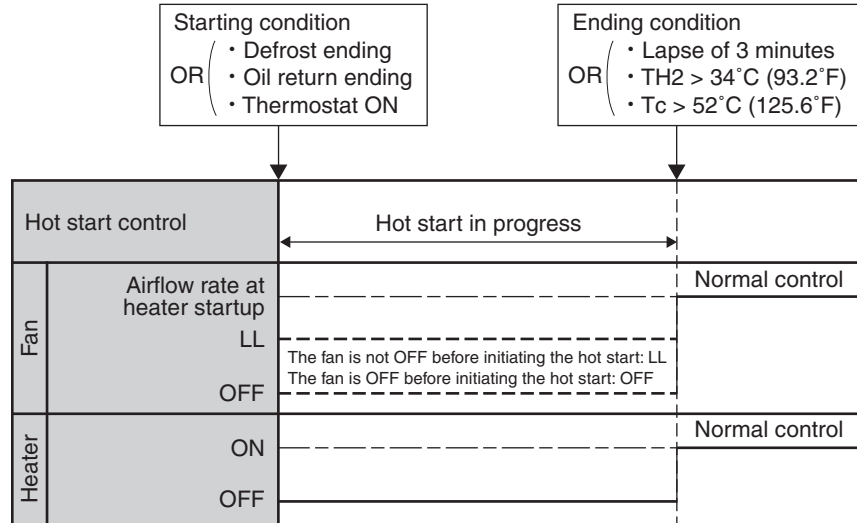 Starting condition
OR
・Defrost ending
・Oil return ending
・Thermostat ON
Ending condition
OR
・Lapse of 3 minutes
・TH2 > 34˚C (93.2˚F)
・Tc > 52˚C (125.6˚F)
Hot start control
Hot start in progress
Fan
Airflow rate at
heater startup
Normal control
LL
The fan is not OFF before initiating the hot start: LL
The fan is OFF before initiating the hot start: OFF
OFF
Heater
ON
Normal control
OFF